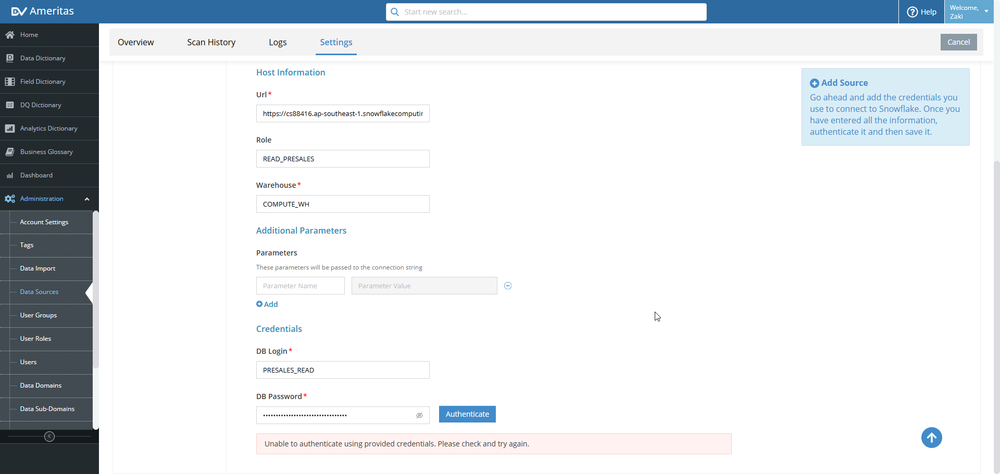 DV Ameritas
Start new search...
Help
Welcome,
Zaki
Home
Data Dictionary
Field Dictionary
DQ Dictionary
Analytics Dictionary
Business Glossary
Dashboard
Administration
Account Settings
Tags
Data Import
Data Sources
User Groups
User Roles
Users
Data Domains
Data Sub-Domains
Overview
Scan History
Logs
Settings
Cancel
Host Information
Url*
https://cs88416.ap-southeast-1.snowflakecomputin
Role
READ_PRESALES
Warehouse*
COMPUTE_WH
Additional Parameters
Parameters
These parameters will be passed to the connection string
Parameter Name
Parameter Value
Add
Credentials
DB Login*
PRESALES_READ
DB Password*
•••••••••••••••••••••••••••••••••
Authenticate
Unable to authenticate using provided credentials. Please check and try again.
Add Source
Go ahead and add the credentials you
use to connect to Snowflake. Once you
have entered all the information,
authenticate it and then save it.